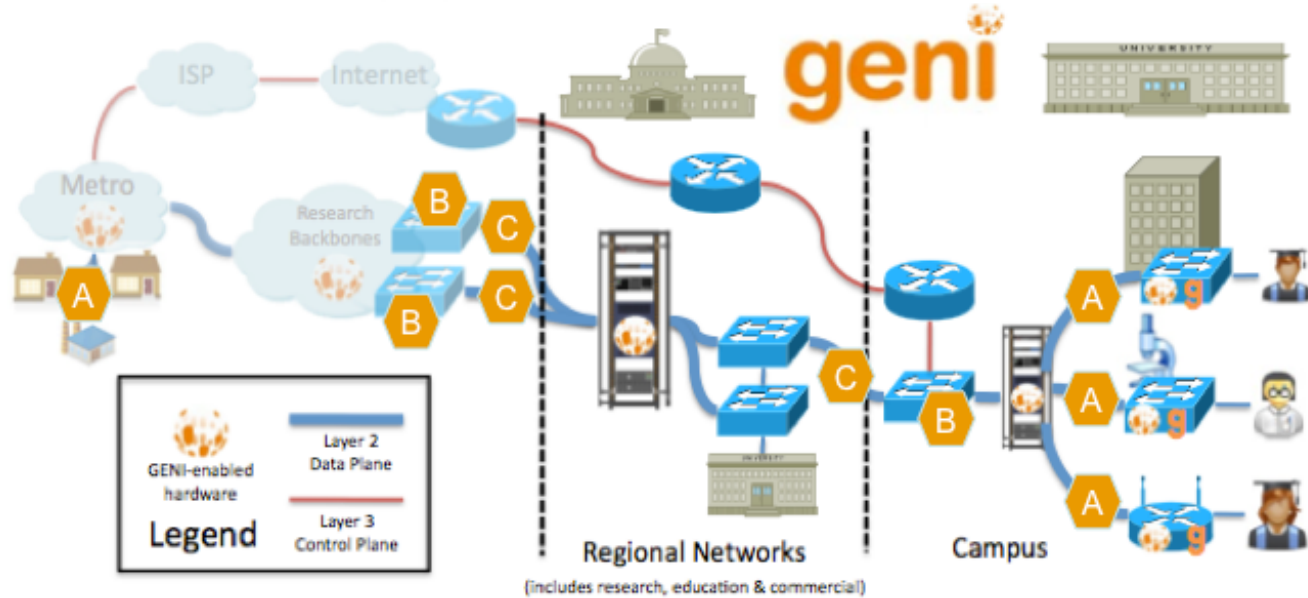 ISP
Internet
geni
UNIVERSITY
Metro
Research
Backbones
B
C
A
B
C
A
g
C
B
A
g
A
g
UNIVERSITY
GENI-enabled
hardware
Legend
Layer 2
Data Plane
Layer 3
Control Plane
Regional Networks
(includes research, education & commercial)
Campus